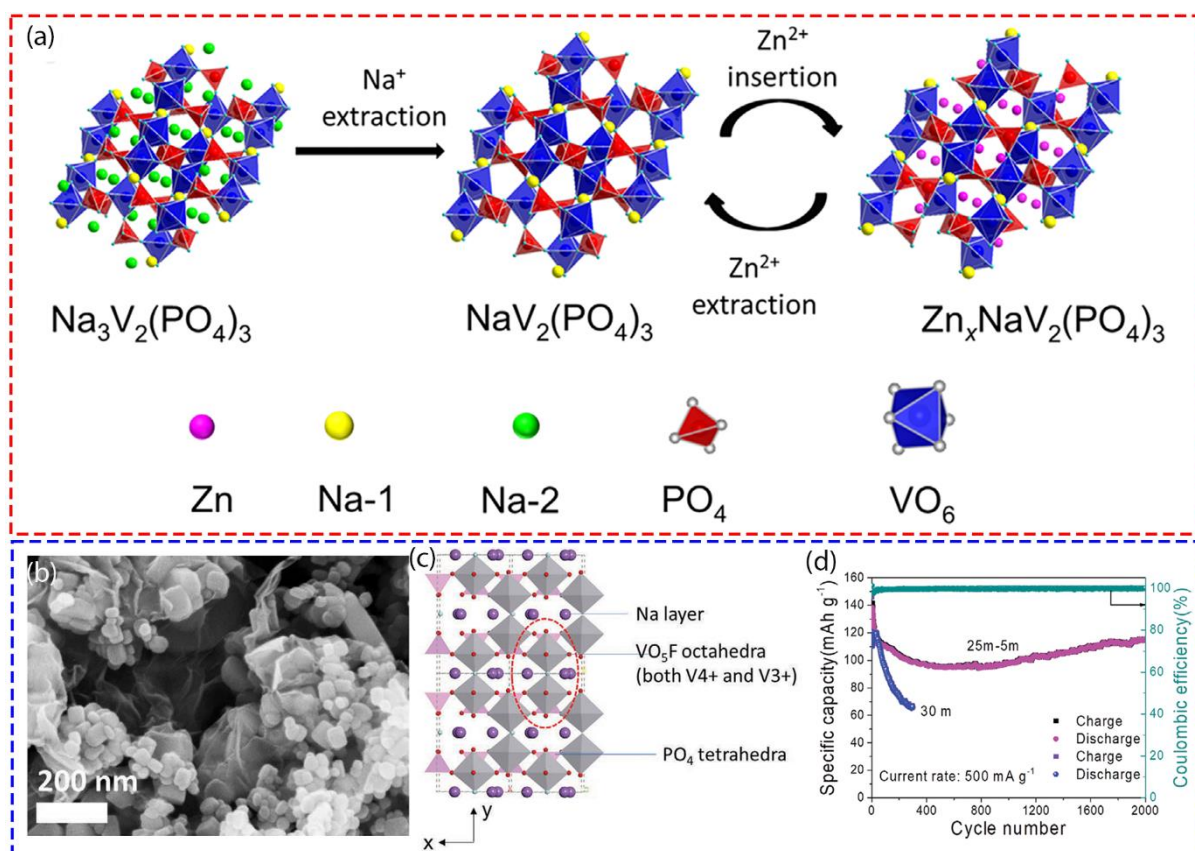 (a)
Na⁺
extraction
Zn²⁺
insertion
Zn²⁺
extraction
Na₃V₂(PO₄)₃
NaV₂(PO₄)₃
ZnₓNaV₂(PO₄)₃
Zn
Na-1
Na-2
PO₄
VO₆
(b)
200 nm
(c)
Na layer
VO₅F octahedra
(both V4+ and V3+)
PO₄ tetrahedra
x
y
(d)
Specific capacity(mAh g⁻¹)
160
140
120
100
80
60
40
20
0
25m-5m
30 m
Charge
Discharge
Charge
Discharge
Current rate: 500 mA g⁻¹
0
400
800
1200
1600
2000
Cycle number
100
80
60
40
20
0
Coulombic efficiency(%)